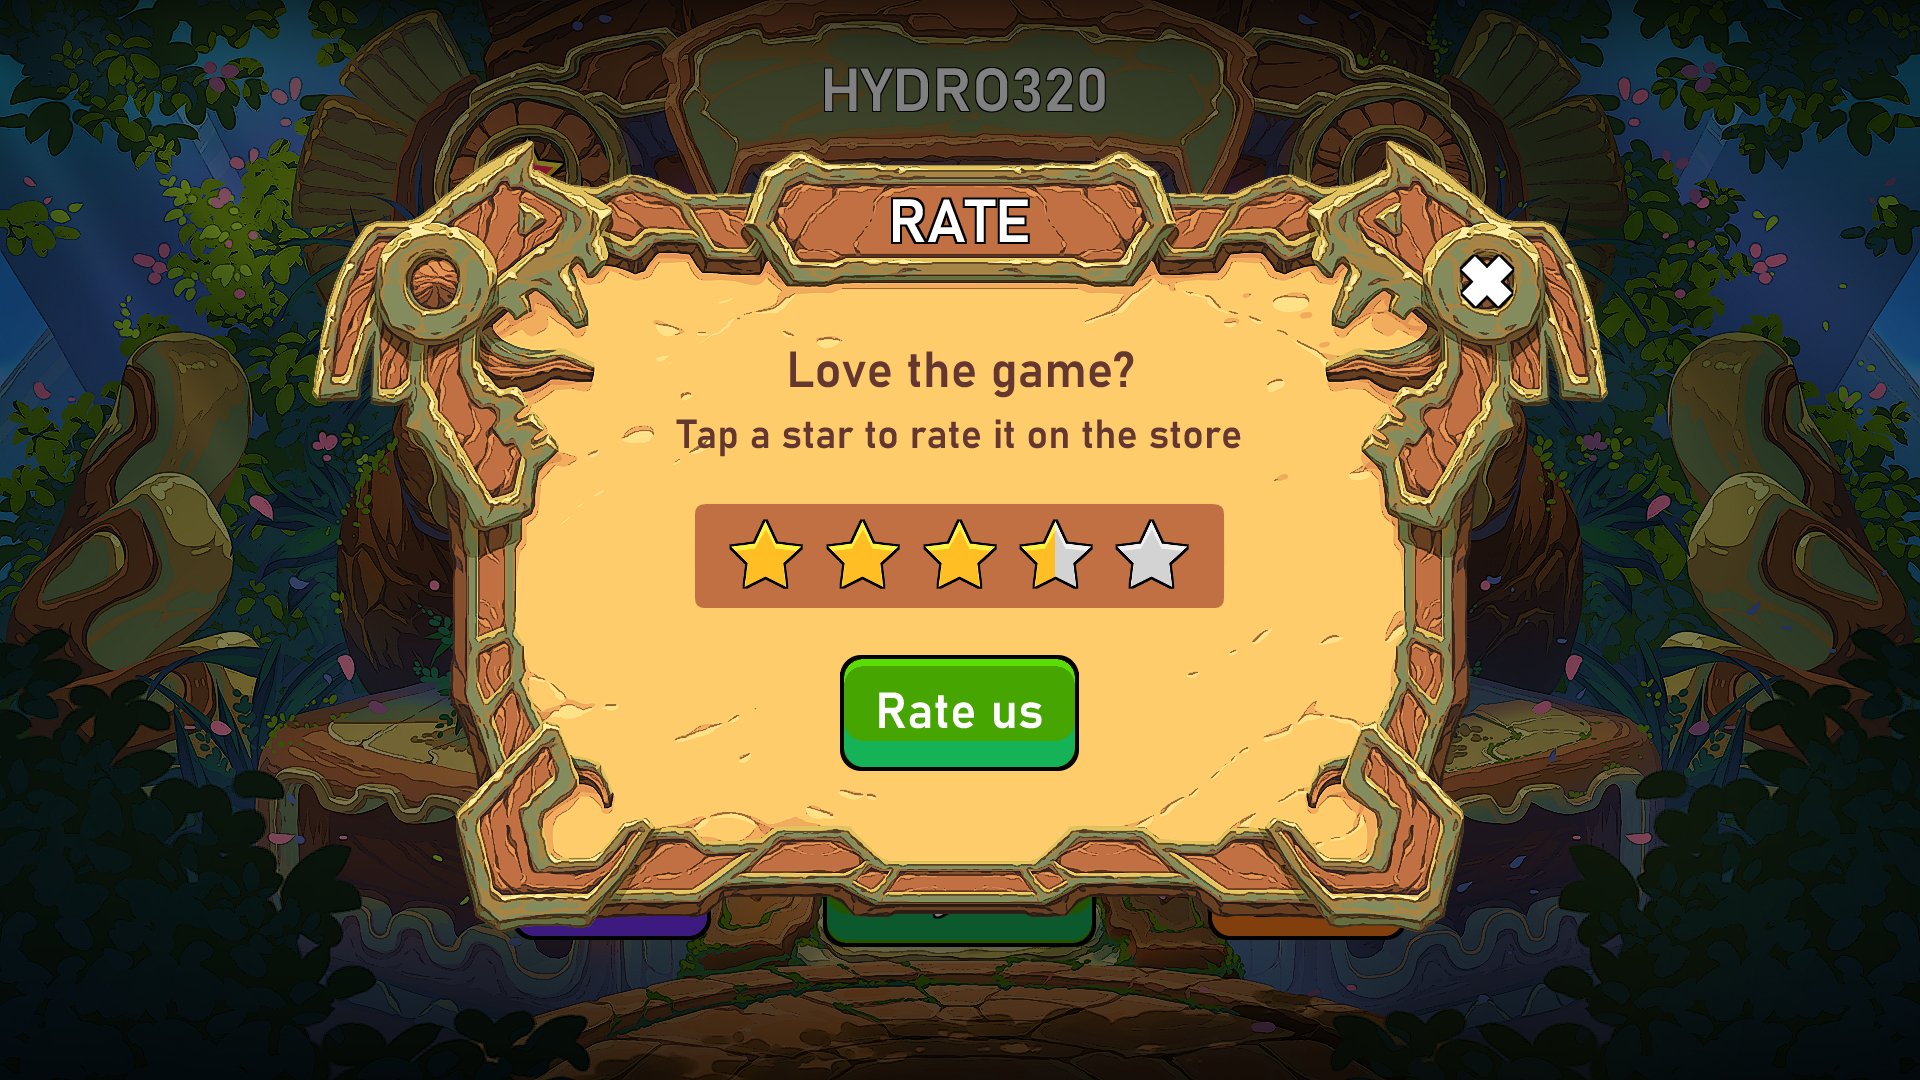 HYDRO320
RATE
Love the game?
Tap a star to rate it on the store
Rate us